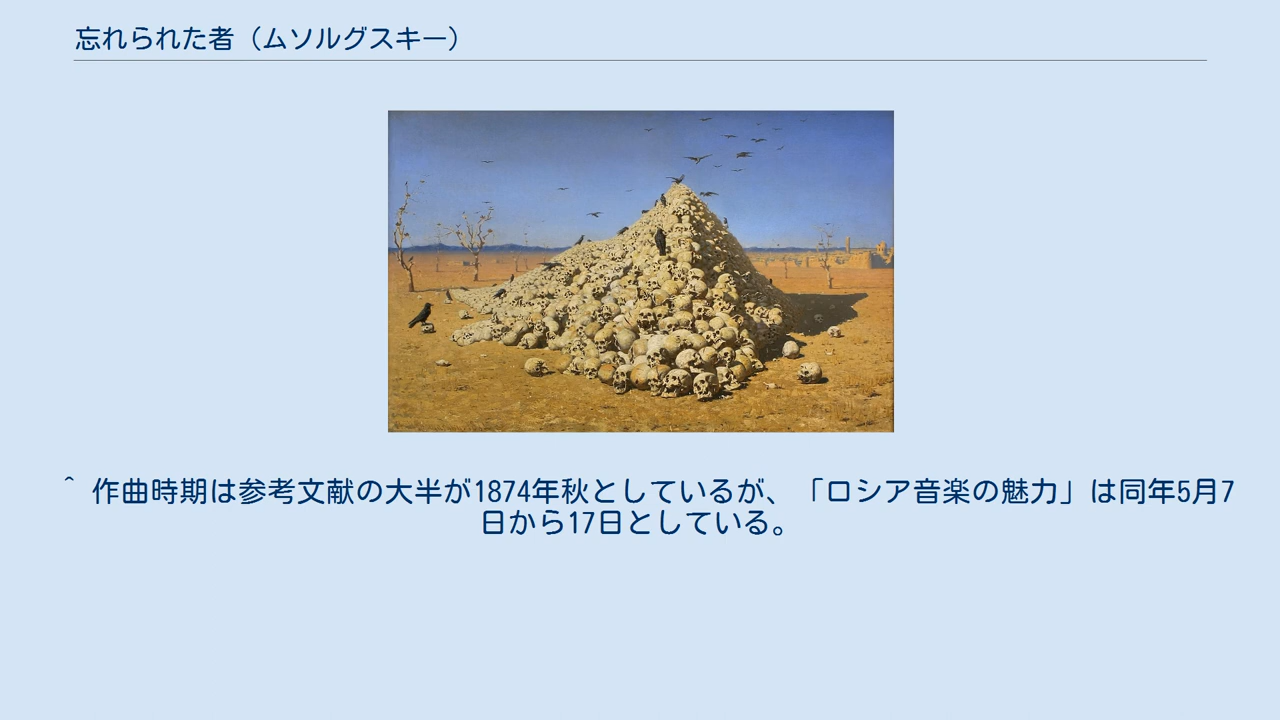 忘れられた者（ムソルグスキー）
^ 作曲時期は参考文献の大半が1874年秋としているが、「ロシア音楽の魅力」は同年5月7
日から17日としている。